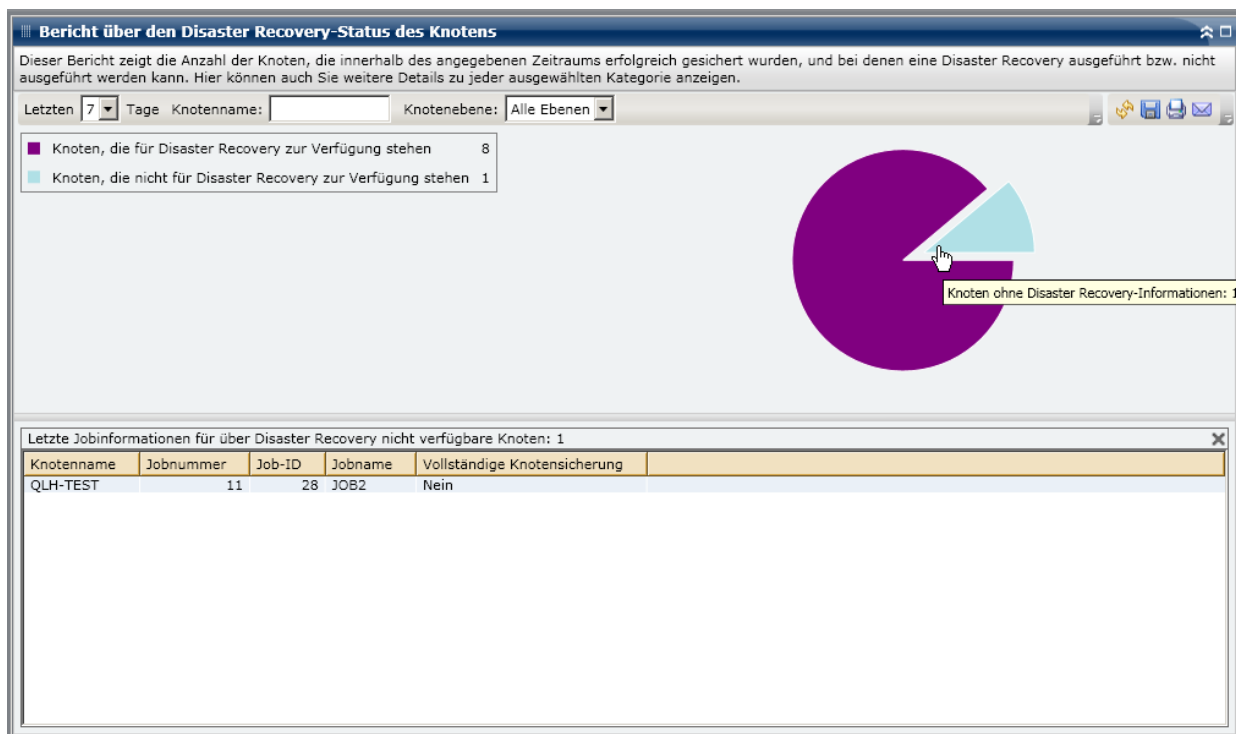 Bericht über den Disaster Recovery-Status des Knotens
Dieser Bericht zeigt die Anzahl der Knoten, die innerhalb des angegebenen Zeitraums erfolgreich gesichert wurden, und bei denen eine Disaster Recovery ausgeführt bzw. nicht
ausgeführt werden kann. Hier können auch Sie weitere Details zu jeder ausgewählten Kategorie anzeigen.
Letzten 7 Tage Knotenname: Knotenebene: Alle Ebenen
Knoten, die für Disaster Recovery zur Verfügung stehen 8
Knoten, die nicht für Disaster Recovery zur Verfügung stehen 1
Knoten ohne Disaster Recovery-Informationen: 1
Letzte Jobinformationen für über Disaster Recovery nicht verfügbare Knoten: 1
Knotenname Jobnummer Job-ID Jobname Vollständige Knotensicherung
QLH-TEST 11 28 JOB2 Nein